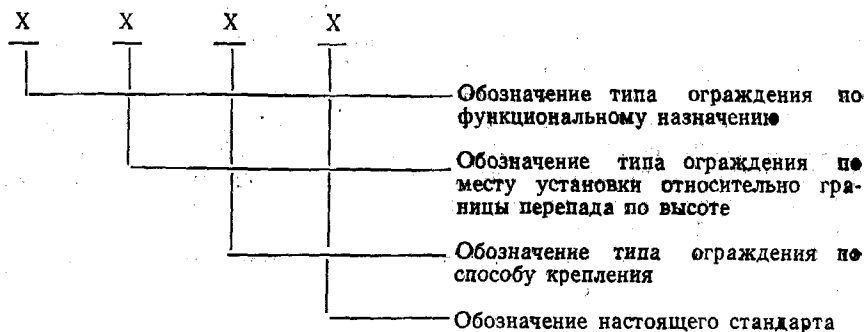 X X X X
Обозначение типа ограждения по
функциональному назначению
Обозначение типа ограждения по
месту установки относительно гра-
ницы перепада по высоте
Обозначение типа ограждения по
способу крепления
Обозначение настоящего стандарта